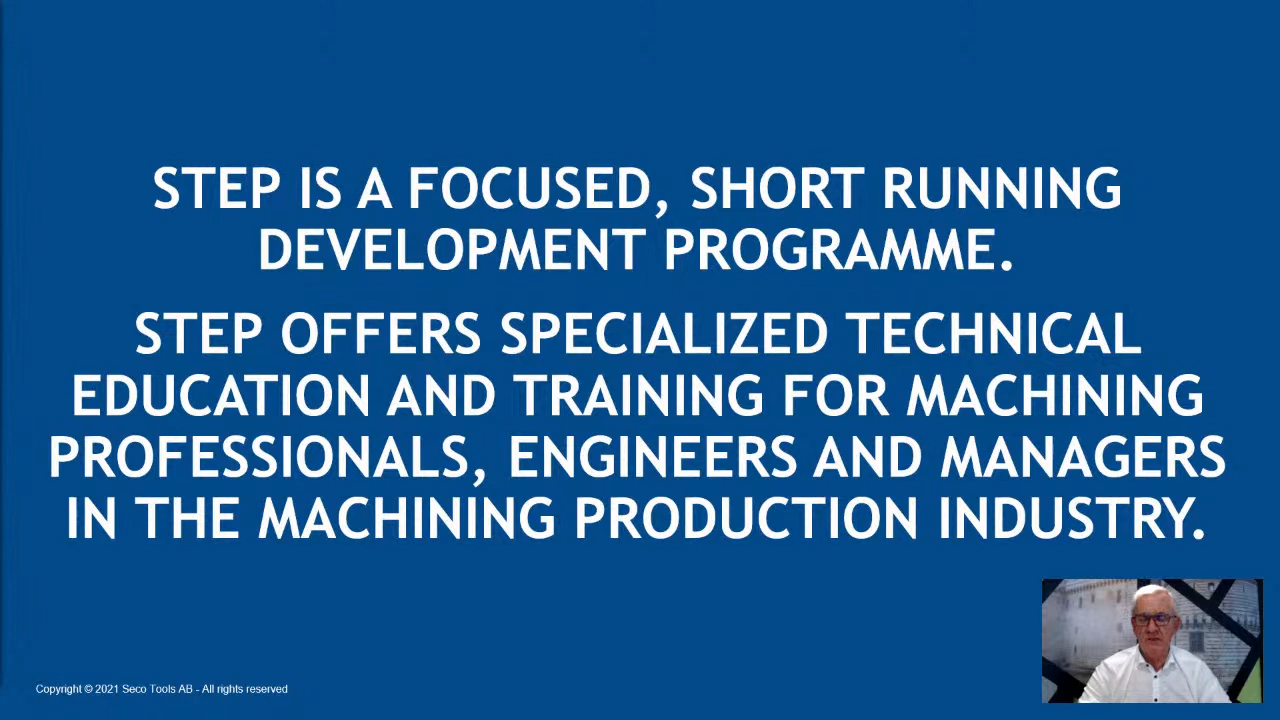 STEP IS A FOCUSED, SHORT RUNNING
DEVELOPMENT PROGRAMME.
STEP OFFERS SPECIALIZED TECHNICAL
EDUCATION AND TRAINING FOR MACHINING
PROFESSIONALS, ENGINEERS AND MANAGERS
IN THE MACHINING PRODUCTION INDUSTRY.
Copyright © 2021 Seco Tools AB - All rights reserved